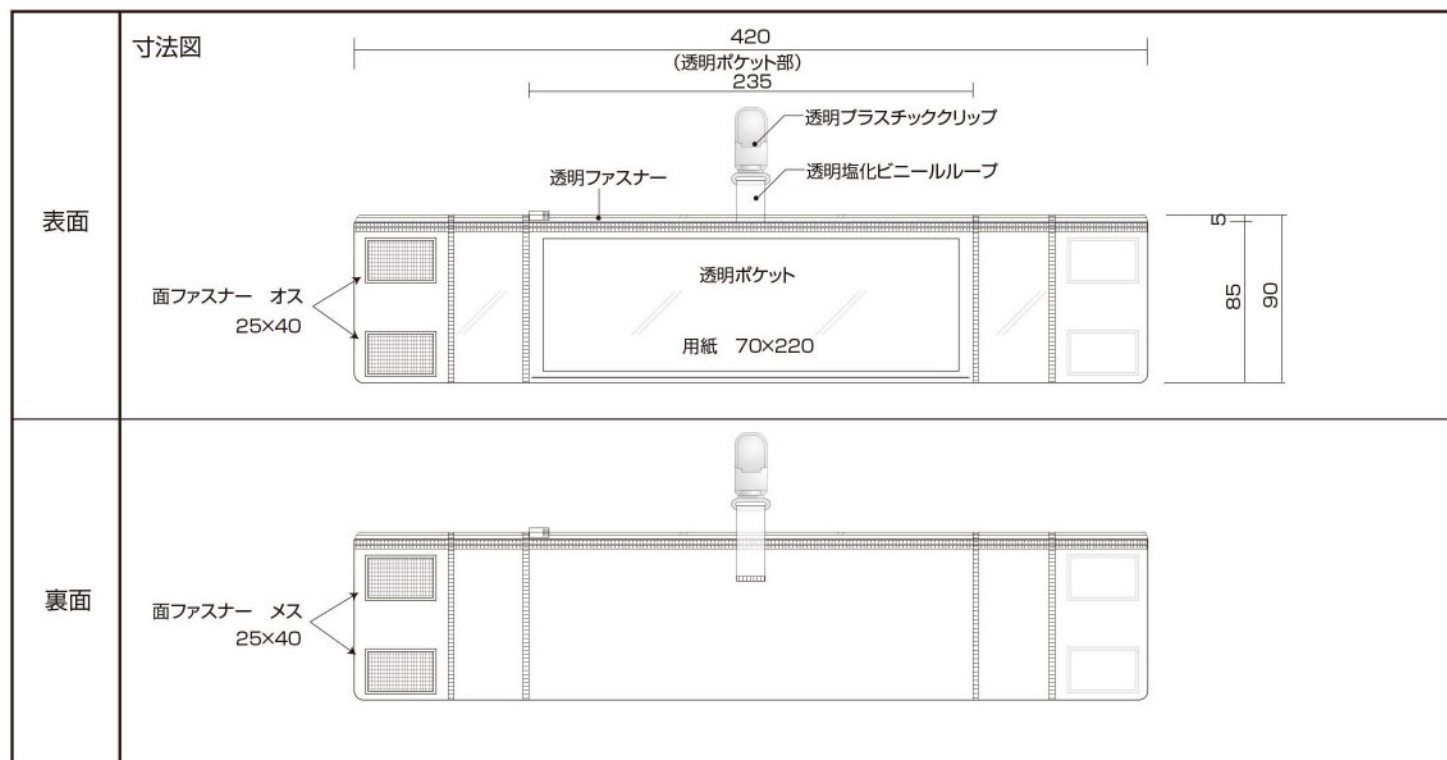 寸法図
420
(透明ポケット部)
235
透明プラスチッククリップ
透明塩化ビニールループ
透明ファスナー
表面
5
85
90
面ファスナー オス
25×40
透明ポケット
用紙 70×220
裏面
面ファスナー メス
25×40